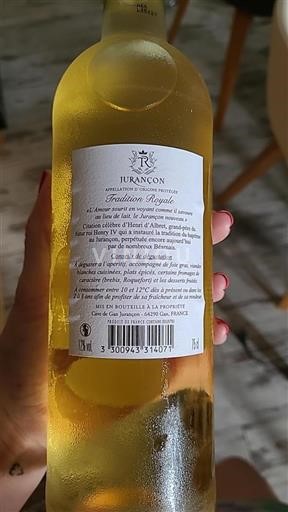 TR
JURANÇON
APPELLATION D'ORIGINE PROTÉGÉE
Tradition Royale
«L'Amour sourit en voyant comme il savoure
au lieu de lait, le Jurançon nouveau.»
Citation célèbre d'Henri d'Albret, grand-père du
futur roi Henry IV qui a instauré la tradition du baptême
au Jurançon, perpétuée encore aujourd'hui
par de nombreux Béarnais.
Conseils de dégustation
A déguster à l'apéritif, accompagné de foie gras, viandes
blanches cuisinées, plats épicés, certains fromages de
caractère (brebis, Roquefort) et les desserts fruités.
A consommer entre 10 et 12°C dès à présent ou dans les
2 à 3 ans afin de profiter de sa fraîcheur et de sa rondeur.
MIS EN BOUTEILLE À LA PROPRIÉTÉ
Cave de Gan Jurançon - 64290 Gan, FRANCE
PRODUIT DE FRANCE CONTAINS SULPHITES
12% vol.
75 cl
3 300943 314071